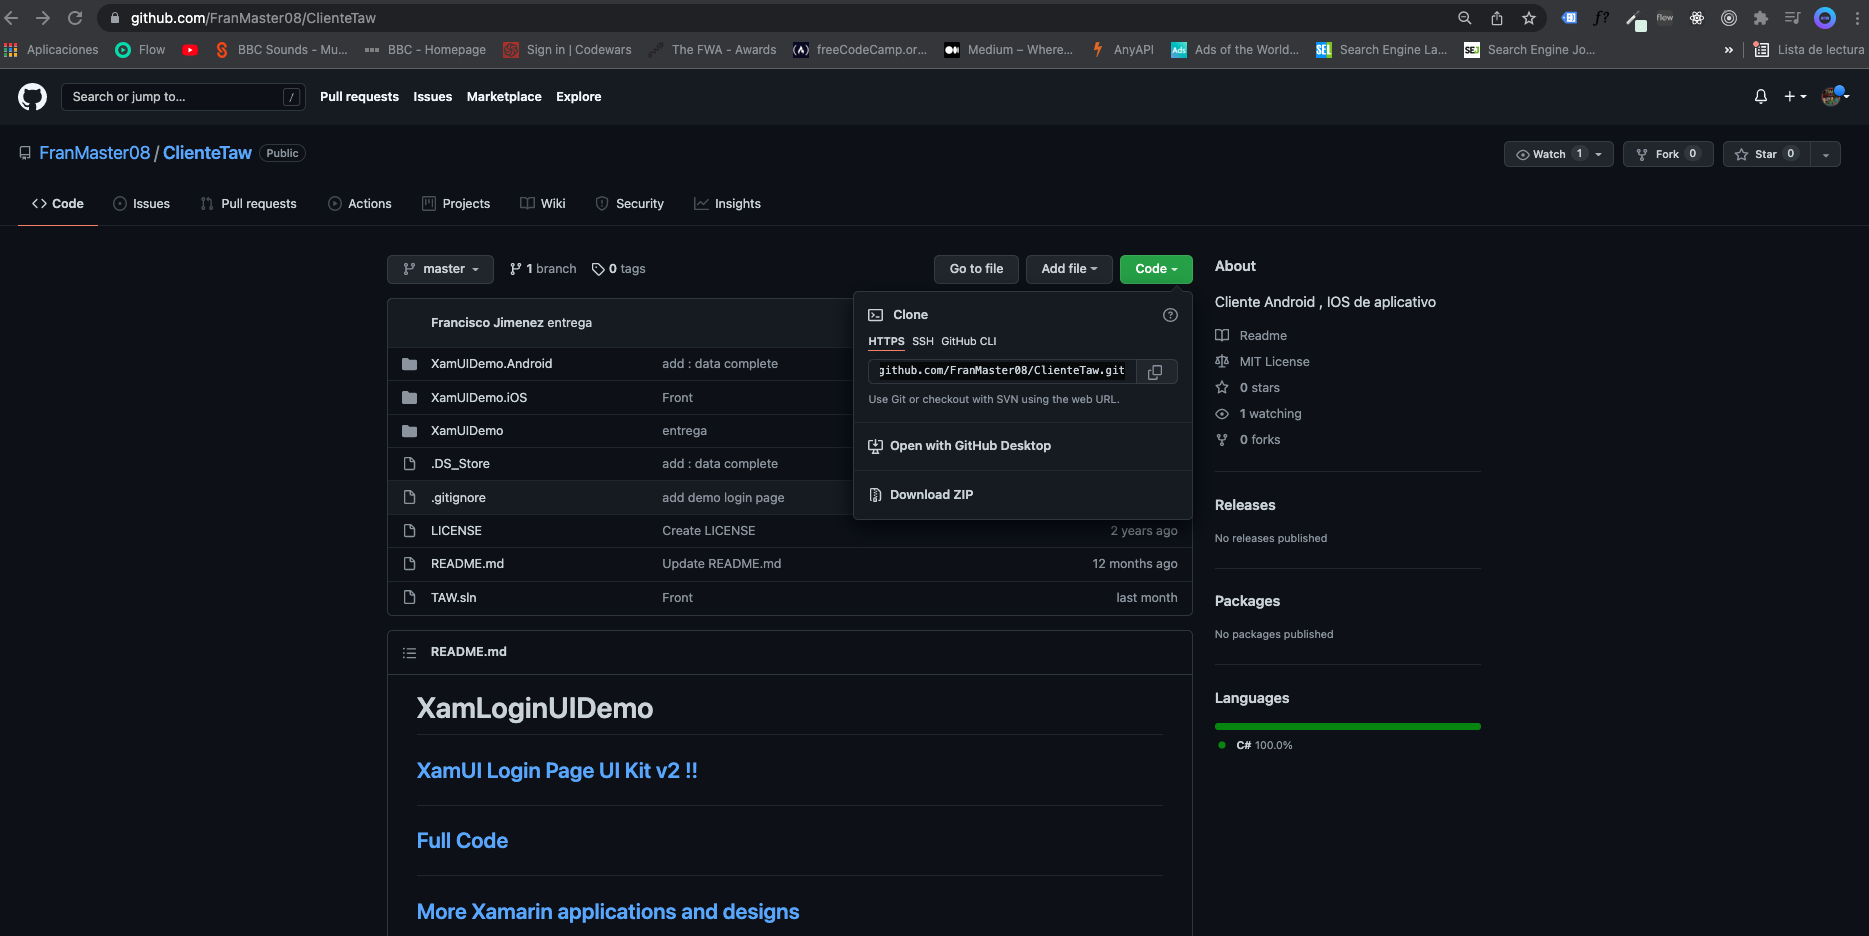 github.com/FranMaster08/ClienteTaw
Aplicaciones Flow BBC Sounds - Mu... BBC - Homepage Sign in | Codewars The FWA - Awards freeCodeCamp.or... Medium – Where... AnyAPI Ads of the World... Search Engine La... Search Engine Jo... » Lista de lectura
Search or jump to... / Pull requests Issues Marketplace Explore
FranMaster08 / ClienteTaw Public Watch 1 Fork 0 Star 0
Code Issues Pull requests Actions Projects Wiki Security Insights
master 1 branch 0 tags Go to file Add file Code
Francisco Jimenez entrega
XamUIDemo.Android add : data complete
XamUIDemo.iOS Front
XamUIDemo entrega
.DS_Store add : data complete
.gitignore add demo login page
LICENSE Create LICENSE 2 years ago
README.md Update README.md 12 months ago
TAW.sln Front last month
Clone
HTTPS SSH GitHub CLI
github.com/FranMaster08/ClienteTaw.git
Use Git or checkout with SVN using the web URL.
Open with GitHub Desktop
Download ZIP
README.md
XamLoginUIDemo
XamUI Login Page UI Kit v2 !!
Full Code
More Xamarin applications and designs
About
Cliente Android , IOS de aplicativo
Readme
MIT License
0 stars
1 watching
0 forks
Releases
No releases published
Packages
No packages published
Languages
C# 100.0%